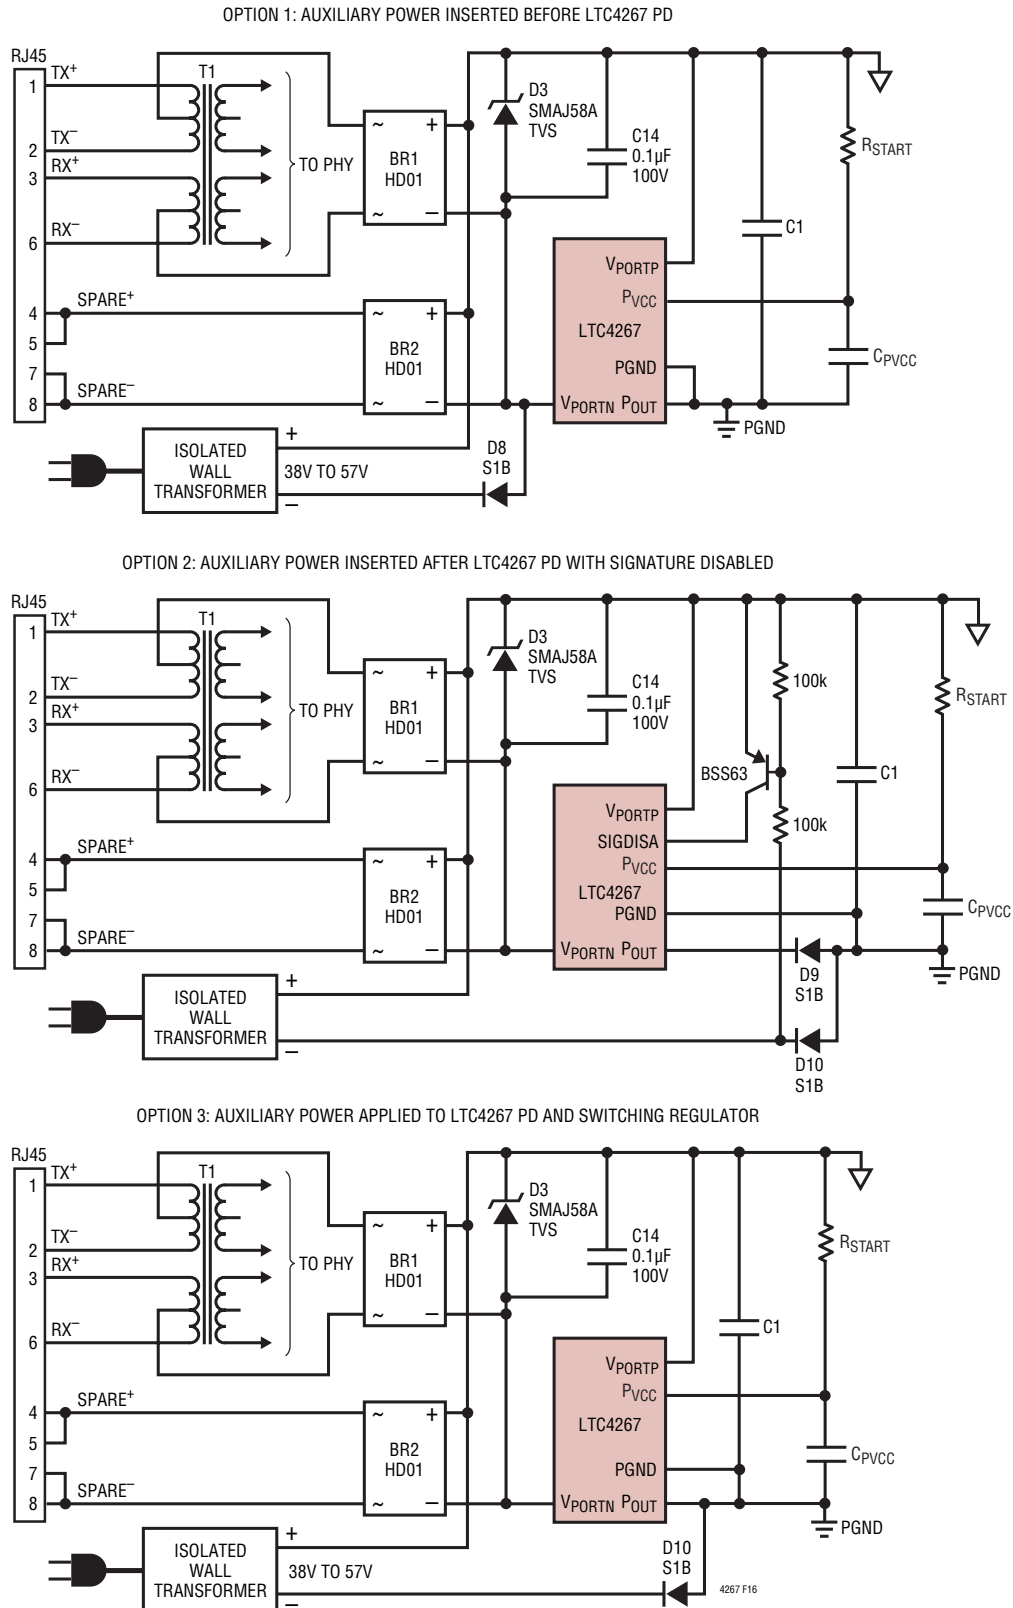 OPTION 1: AUXILIARY POWER INSERTED BEFORE LTC4267 PD
RJ45
1
TX+
2
TX–
3
RX+
6
RX–
T1
TO PHY
4
SPARE+
5
7
8
SPARE–
~
+
BR1
HD01
~
–
~
+
BR2
HD01
~
–
D3
SMAJ58A
TVS
C14
0.1µF
100V
VPORTP
PVCC
LTC4267
PGND
VPORTN POUT
C1
RSTART
CPVCC
PGND
ISOLATED
WALL
TRANSFORMER
+
38V TO 57V
–
D8
S1B
OPTION 2: AUXILIARY POWER INSERTED AFTER LTC4267 PD WITH SIGNATURE DISABLED
RJ45
1
TX+
2
TX–
3
RX+
6
RX–
T1
TO PHY
4
SPARE+
5
7
8
SPARE–
~
+
BR1
HD01
~
–
~
+
BR2
HD01
~
–
D3
SMAJ58A
TVS
C14
0.1µF
100V
100k
BSS63
100k
VPORTP
SIGDISA
PVCC
LTC4267
PGND
VPORTN POUT
C1
RSTART
CPVCC
PGND
D9
S1B
D10
S1B
ISOLATED
WALL
TRANSFORMER
+
–
OPTION 3: AUXILIARY POWER APPLIED TO LTC4267 PD AND SWITCHING REGULATOR
RJ45
1
TX+
2
TX–
3
RX+
6
RX–
T1
TO PHY
4
SPARE+
5
7
8
SPARE–
~
+
BR1
HD01
~
–
~
+
BR2
HD01
~
–
D3
SMAJ58A
TVS
C14
0.1µF
100V
VPORTP
PVCC
LTC4267
PGND
VPORTN POUT
C1
RSTART
CPVCC
PGND
ISOLATED
WALL
TRANSFORMER
+
38V TO 57V
–
D10
S1B
4267 F16